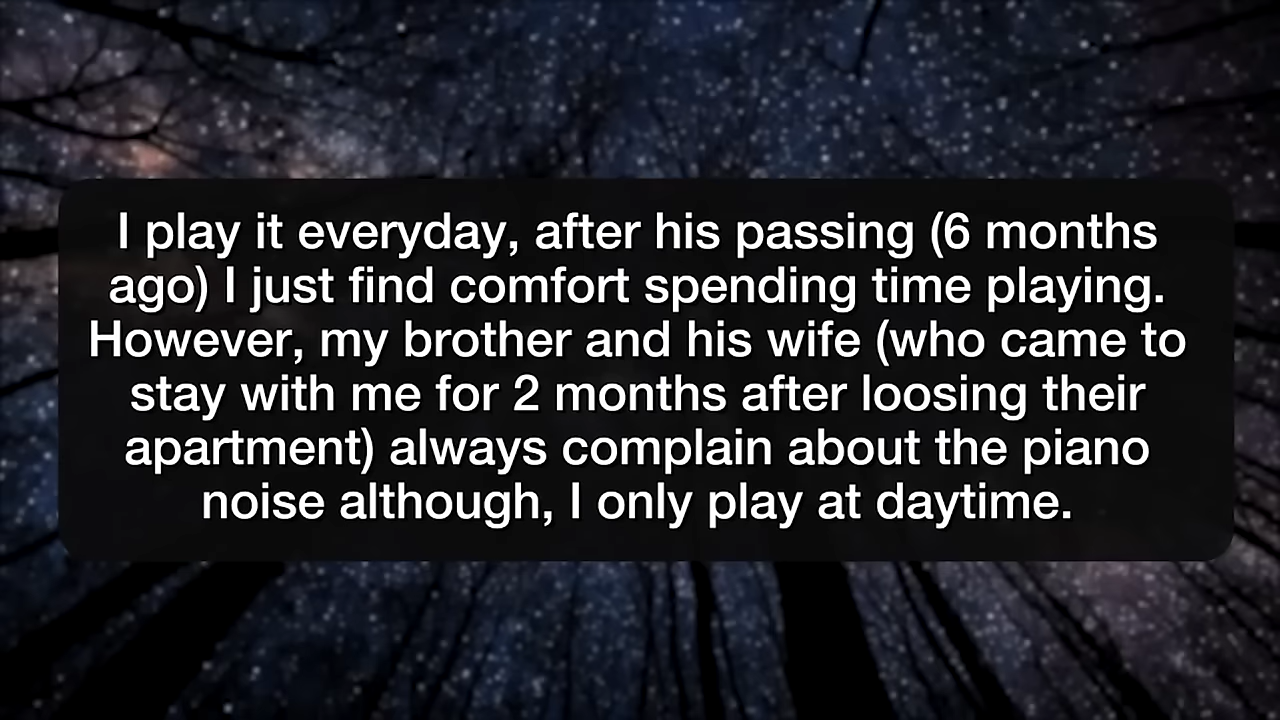 I play it everyday, after his passing (6 months
ago) I just find comfort spending time playing.
However, my brother and his wife (who came to
stay with me for 2 months after loosing their
apartment) always complain about the piano
noise although, I only play at daytime.